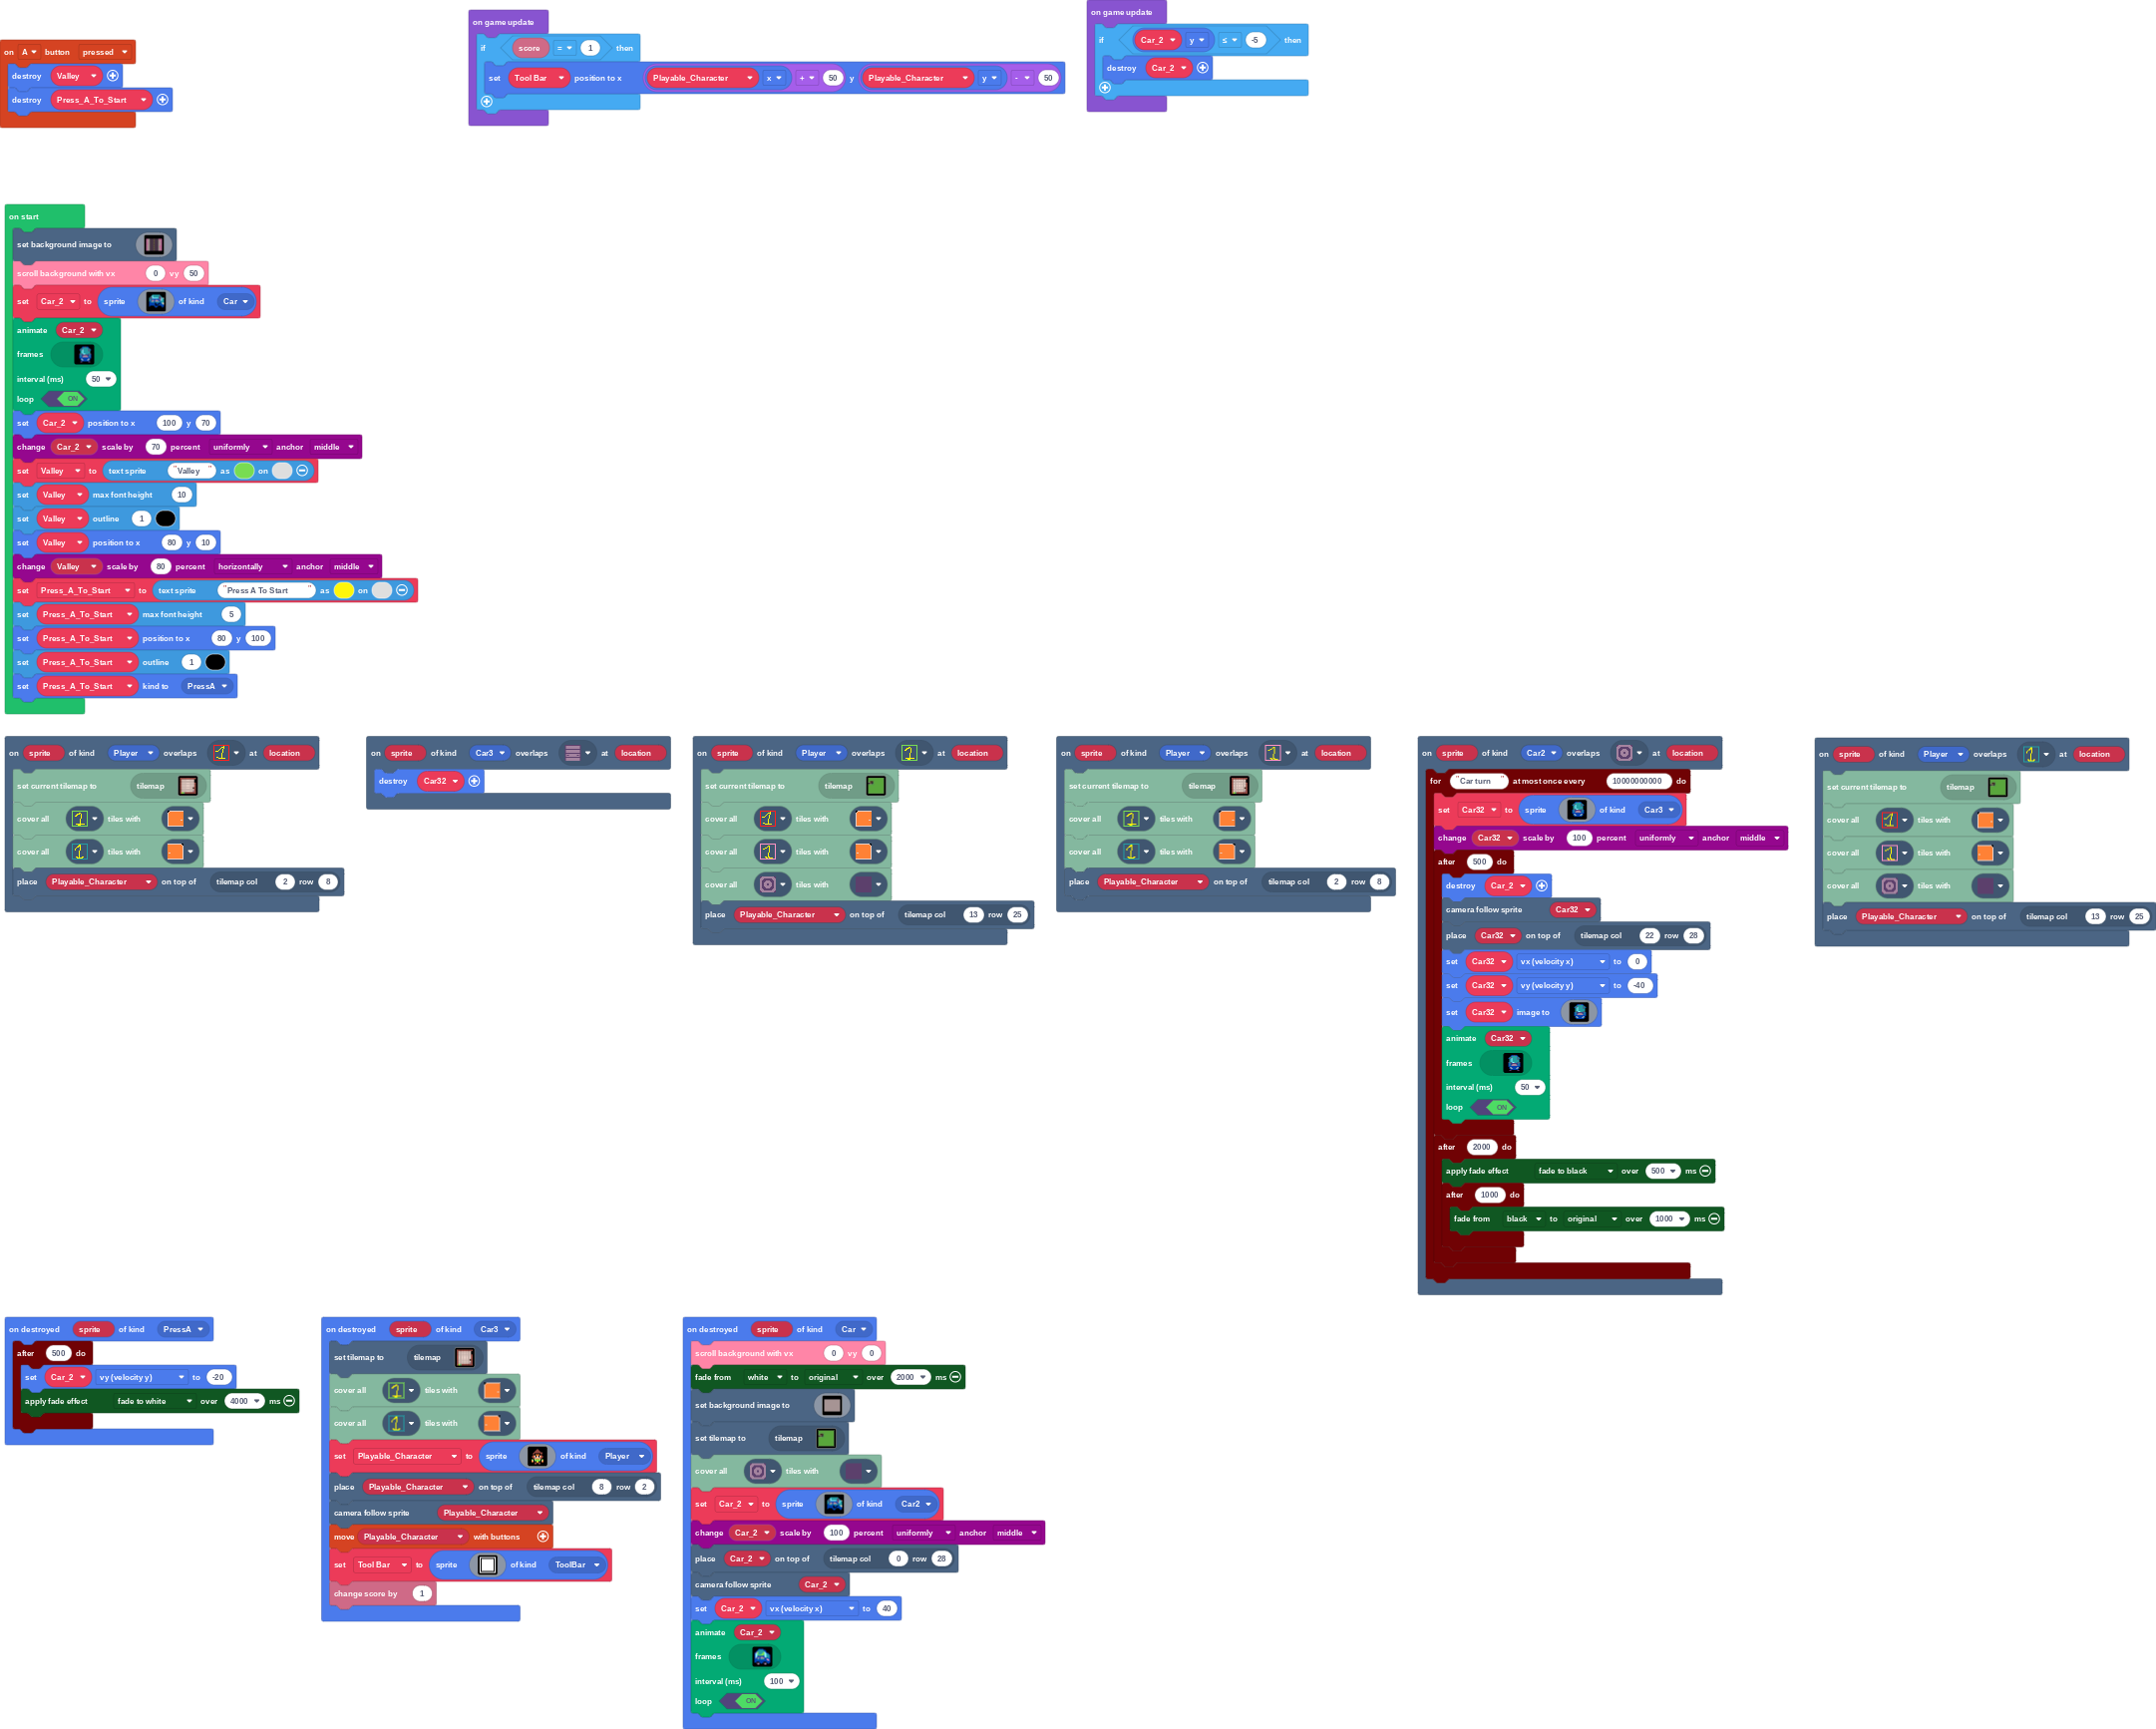 on A button pressed
destroy Valley
destroy Press_A_To_Start
on game update
if score = 1 then
set Tool Bar position to x Playable_Character x + 50 y Playable_Character y - 50
on game update
if Car_2 y ≤ -5 then
destroy Car_2
on start
set background image to
scroll background with vx 0 vy 50
set Car_2 to sprite of kind Car
animate Car_2
frames
interval (ms) 50
loop ON
set Car_2 position to x 100 y 70
change Car_2 scale by 70 percent uniformly anchor middle
set Valley to text sprite "Valley" as on
set Valley max font height 10
set Valley outline 1
set Valley position to x 80 y 10
change Valley scale by 80 percent horizontally anchor middle
set Press_A_To_Start to text sprite "Press A To Start" as on
set Press_A_To_Start max font height 5
set Press_A_To_Start position to x 80 y 100
set Press_A_To_Start outline 1
set Press_A_To_Start kind to PressA
on sprite of kind Player overlaps at location
set current tilemap to tilemap
cover all tiles with
cover all tiles with
place Playable_Character on top of tilemap col 2 row 8
on sprite of kind Car3 overlaps at location
destroy Car32
on sprite of kind Player overlaps at location
set current tilemap to tilemap
cover all tiles with
cover all tiles with
cover all tiles with
place Playable_Character on top of tilemap col 13 row 25
on sprite of kind Player overlaps at location
set current tilemap to tilemap
cover all tiles with
cover all tiles with
place Playable_Character on top of tilemap col 2 row 8
on sprite of kind Car2 overlaps at location
for "Car turn" at most once every 10000000000 do
set Car32 to sprite of kind Car3
change Car32 scale by 100 percent uniformly anchor middle
after 500 do
destroy Car_2
camera follow sprite Car32
place Car32 on top of tilemap col 22 row 28
set Car32 vx (velocity x) to 0
set Car32 vy (velocity y) to -40
set Car32 image to
animate Car32
frames
interval (ms) 50
loop ON
after 2000 do
apply fade effect fade to black over 500 ms
after 1000 do
fade from black to original over 1000 ms
on sprite of kind Player overlaps at location
set current tilemap to tilemap
cover all tiles with
cover all tiles with
cover all tiles with
place Playable_Character on top of tilemap col 13 row 25
on destroyed sprite of kind PressA
after 500 do
set Car_2 vy (velocity y) to -20
apply fade effect fade to white over 4000 ms
on destroyed sprite of kind Car3
set tilemap to tilemap
cover all tiles with
cover all tiles with
set Playable_Character to sprite of kind Player
place Playable_Character on top of tilemap col 8 row 2
camera follow sprite Playable_Character
move Playable_Character with buttons
set Tool Bar to sprite of kind ToolBar
change score by 1
on destroyed sprite of kind Car
scroll background with vx 0 vy 0
fade from white to original over 2000 ms
set background image to
set tilemap to tilemap
cover all tiles with
set Car_2 to sprite of kind Car2
change Car_2 scale by 100 percent uniformly anchor middle
place Car_2 on top of tilemap col 0 row 28
camera follow sprite Car_2
set Car_2 vx (velocity x) to 40
animate Car_2
frames
interval (ms) 100
loop ON